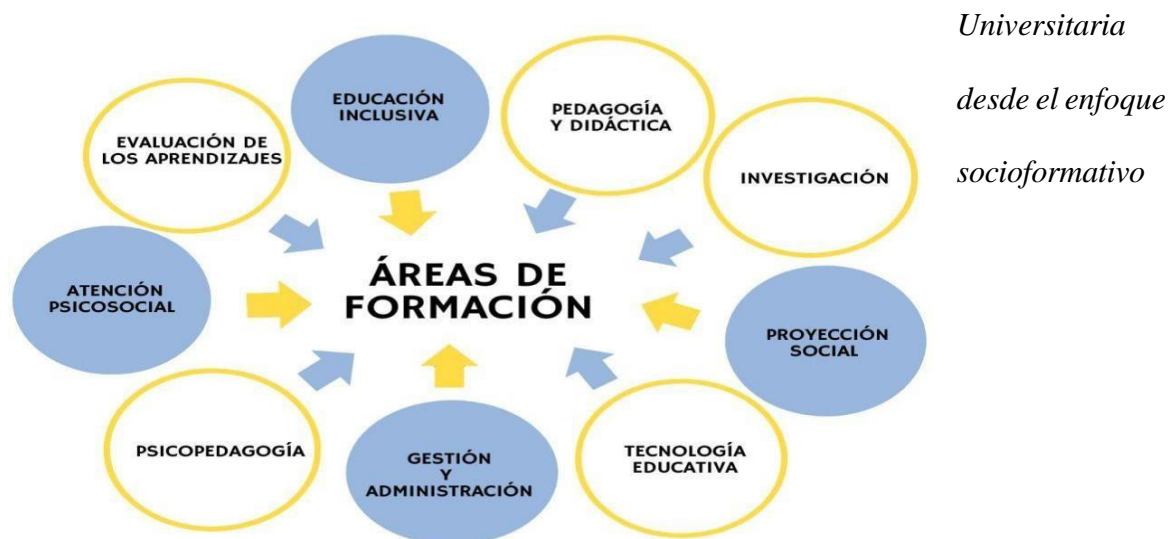 Universitaria
desde el enfoque
socioformativo
EDUCACIÓN
INCLUSIVA
PEDAGOGÍA
Y DIDÁCTICA
EVALUACIÓN DE
LOS APRENDIZAJES
INVESTIGACIÓN
ÁREAS DE
FORMACIÓN
ATENCIÓN
PSICOSOCIAL
PROYECCIÓN
SOCIAL
PSICOPEDAGOGÍA
GESTIÓN
Y
ADMINISTRACIÓN
TECNOLOGÍA
EDUCATIVA